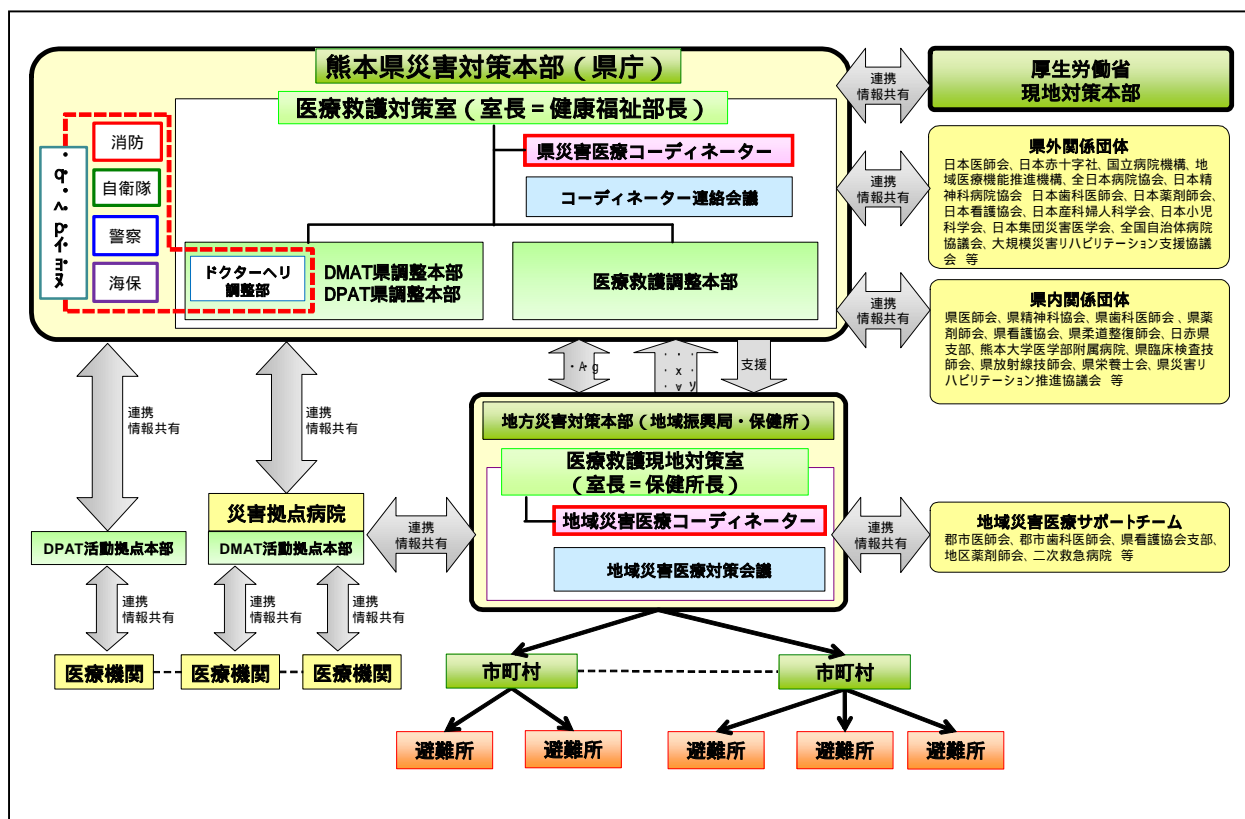 熊本県災害対策本部(県庁)
医療救護対策室(室長=健康福祉部長)
県災害医療コーディネーター
コーディネーター連絡会議
消防
自衛隊
警察
海保
ドクターヘリ
調整部
DMAT県調整本部
DPAT県調整本部
医療救護調整本部
連携
情報共有
厚生労働省
現地対策本部
連携
情報共有
県外関係団体
日本医師会、日本赤十字社、国立病院機構、地
域医療機能推進機構、全日本病院協会、日本精
神科病院協会 日本歯科医師会、日本薬剤師会、
日本看護協会、日本産科婦人科学会、日本小児
科学会、日本集団災害医学会、全国自治体病院
協議会、大規模災害リハビリテーション支援協議
会 等
連携
情報共有
県内関係団体
県医師会、県精神科協会、県歯科医師会、県薬
剤師会、県看護協会、県柔道整復師会、日赤県
支部、熊本大学医学部附属病院、県臨床検査技
師会、県放射線技師会、県栄養士会、県災害リ
ハビリテーション推進協議会 等
支援
連携
情報共有
連携
情報共有
地方災害対策本部(地域振興局・保健所)
医療救護現地対策室
(室長=保健所長)
地域災害医療コーディネーター
地域災害医療対策会議
災害拠点病院
DPAT活動拠点本部
DMAT活動拠点本部
連携
情報共有
連携
情報共有
地域災害医療サポートチーム
郡市医師会、郡市歯科医師会、県看護協会支部、
地区薬剤師会、二次救急病院 等
連携
情報共有
連携
情報共有
連携
情報共有
医療機関
医療機関
医療機関
市町村
市町村
避難所
避難所
避難所
避難所
避難所